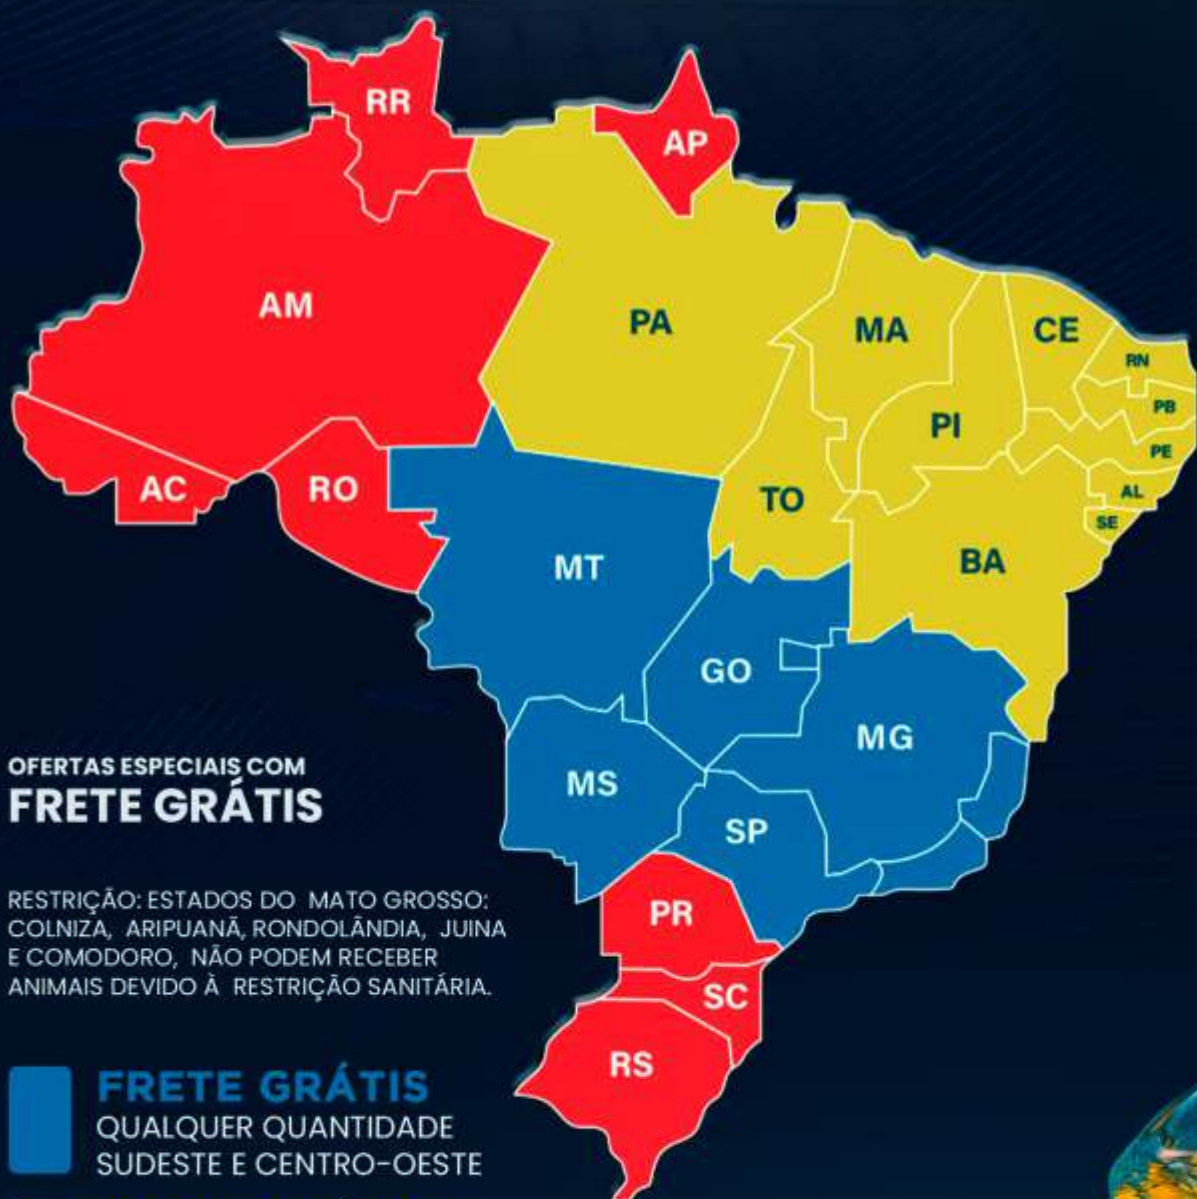 RR
AP
AM
PA
MA
CE
RN
PB
PI
PE
AC
RO
TO
AL
SE
MT
BA
GO
MG
OFERTAS ESPECIAIS COM
FRETE GRÁTIS
MS
SP
RESTRIÇÃO: ESTADOS DO MATO GROSSO:
COLNIZA, ARIPUANÃ, RONDOLÂNDIA, JUINA
E COMODORO, NÃO PODEM RECEBER
ANIMAIS DEVIDO À RESTRIÇÃO SANITÁRIA.
PR
SC
RS
FRETE GRÁTIS
QUALQUER QUANTIDADE
SUDESTE E CENTRO-OESTE